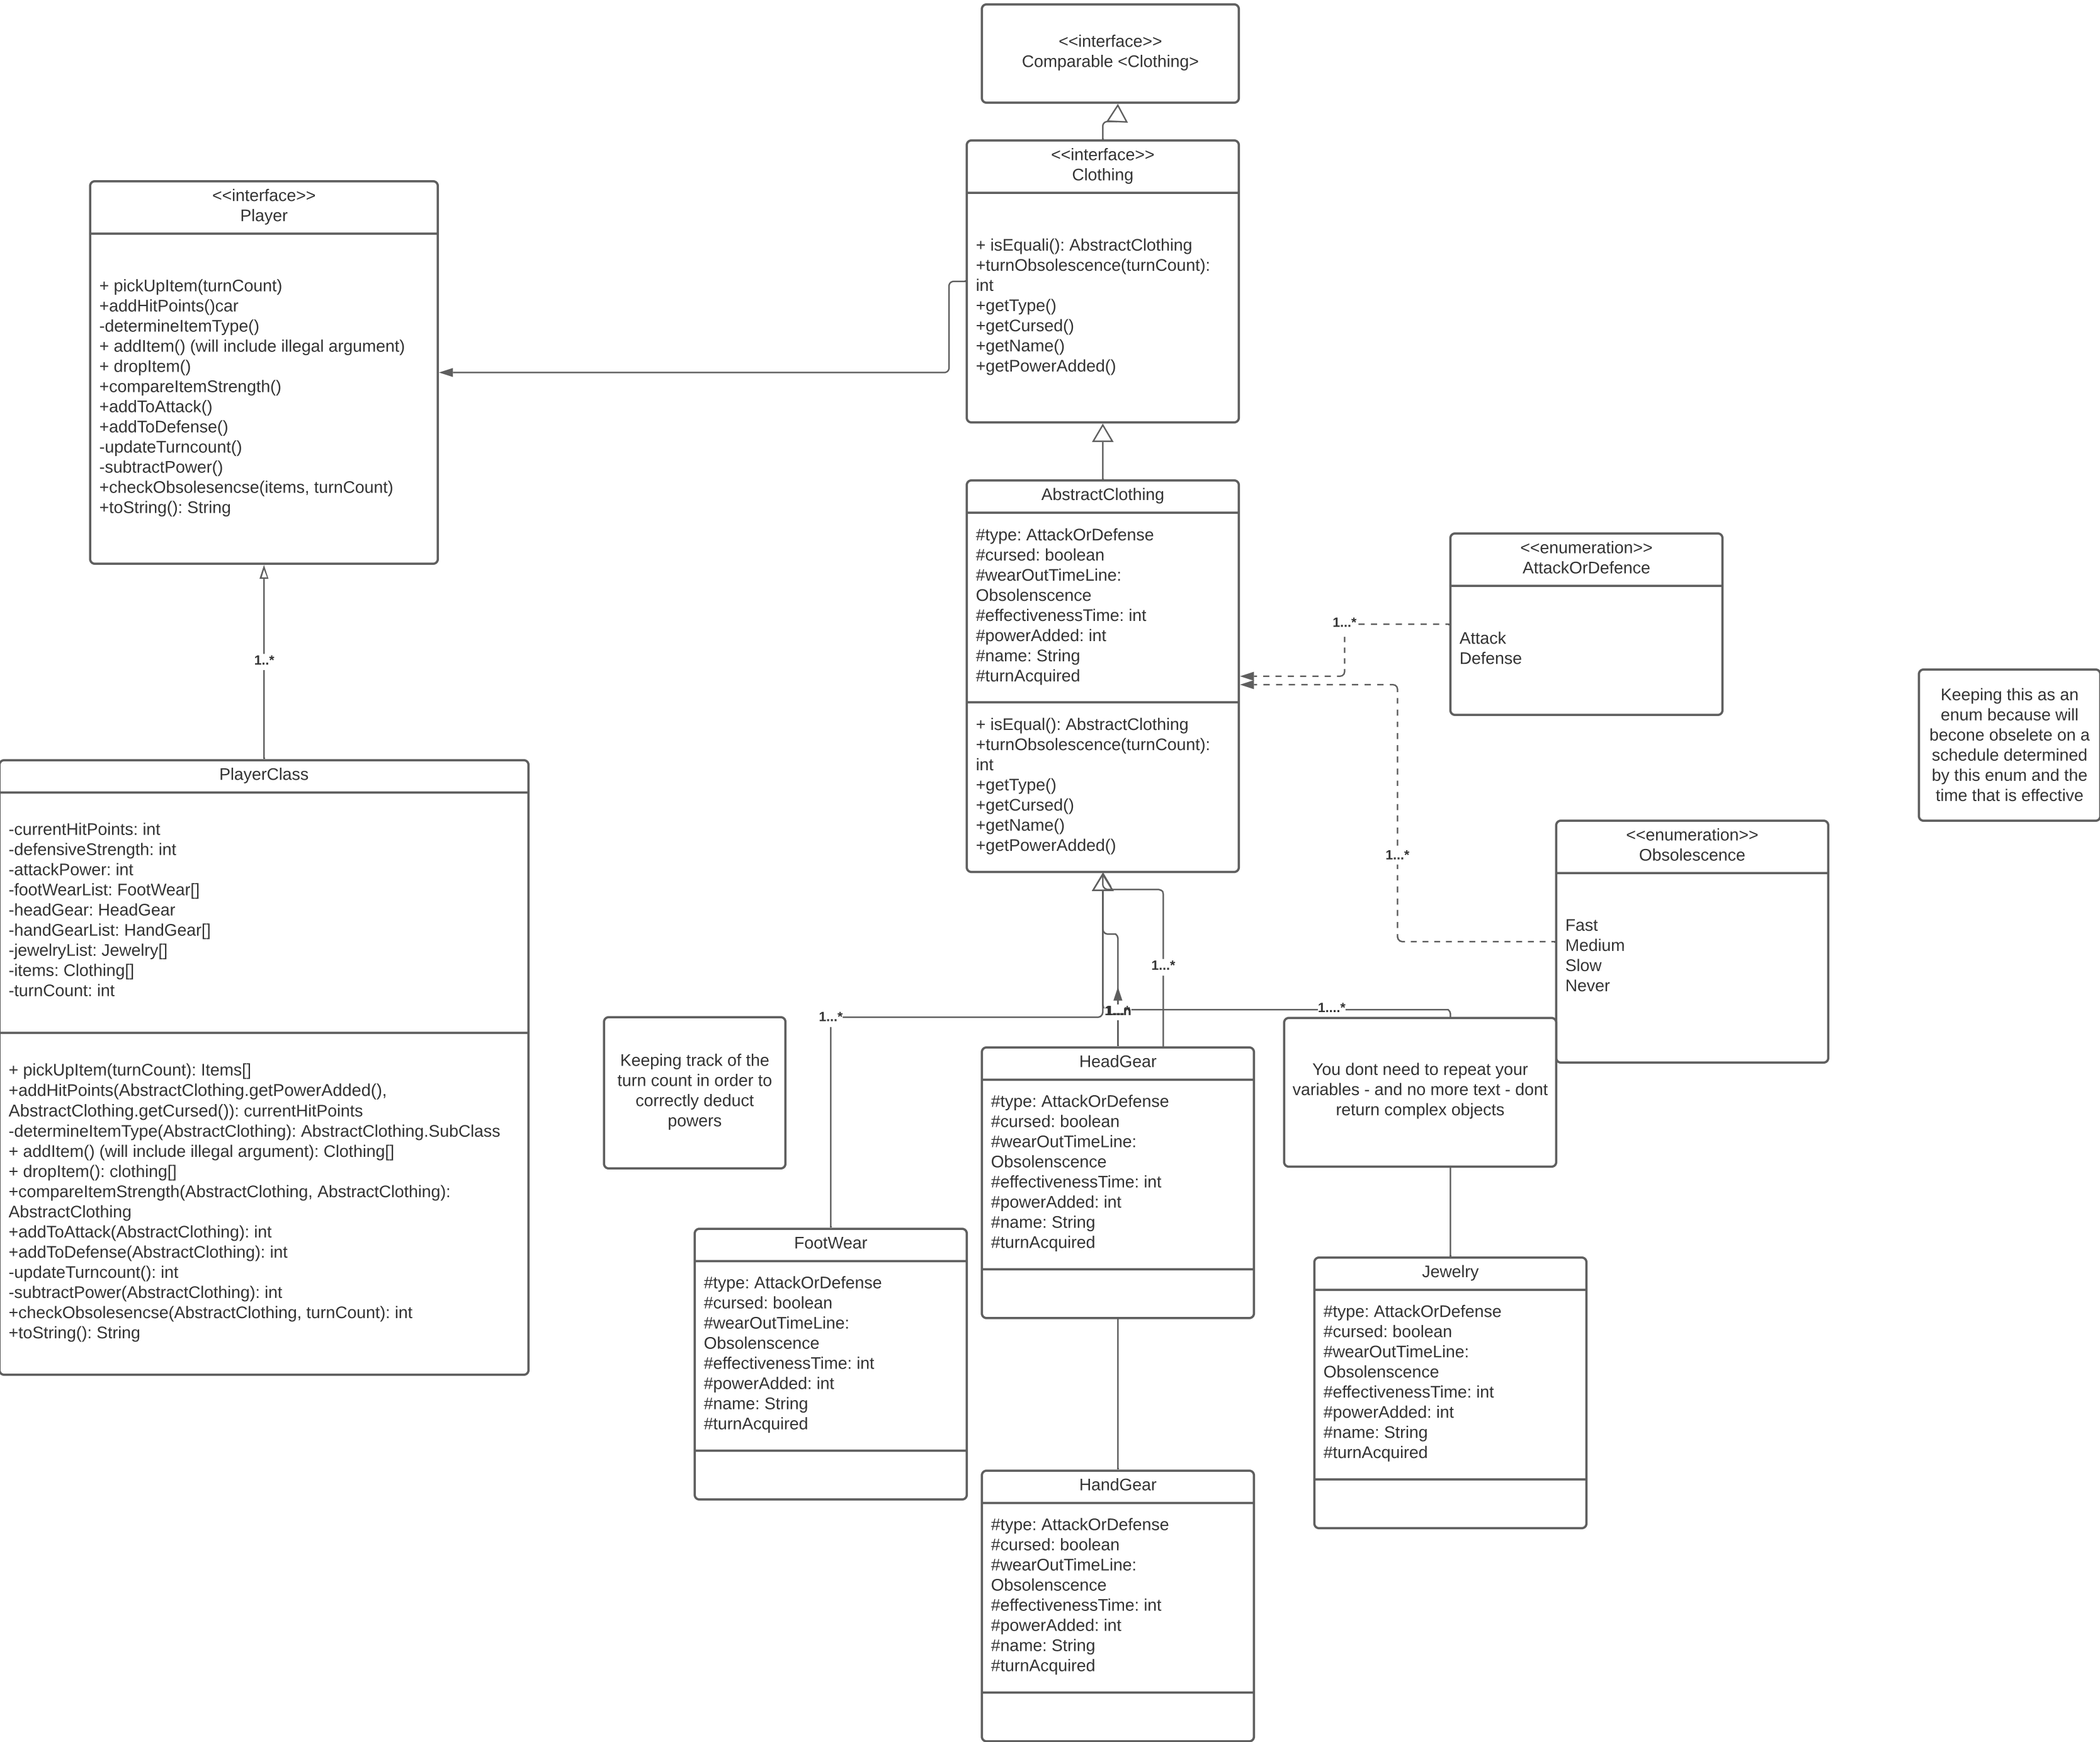 <<interface>>
Comparable <Clothing>
<<interface>>
Clothing
+ isEquali(): AbstractClothing
+turnObsolescence(turnCount):
int
+getType()
+getCursed()
+getName()
+getPowerAdded()
<<interface>>
Player
+ pickUpItem(turnCount)
+addHitPoints()car
-determineItemType()
+ addItem() (will include illegal argument)
+ dropItem()
+compareItemStrength()
+addToAttack()
+addToDefense()
-updateTurncount()
-subtractPower()
+checkObsolesencse(items, turnCount)
+toString(): String
AbstractClothing
#type: AttackOrDefense
#cursed: boolean
#wearOutTimeLine:
Obsolenscence
#effectivenessTime: int
#powerAdded: int
#name: String
#turnAcquired
+ isEqual(): AbstractClothing
+turnObsolescence(turnCount):
int
+getType()
+getCursed()
+getName()
+getPowerAdded()
<<enumeration>>
AttackOrDefence
Attack
Defense
1...*
Keeping this as an
enum because will
becone obselete on a
schedule determined
by this enum and the
time that is effective
1..*
1...*
<<enumeration>>
Obsolescence
Fast
Medium
Slow
Never
PlayerClass
-currentHitPoints: int
-defensiveStrength: int
-attackPower: int
-footWearList: FootWear[]
-headGear: HeadGear
-handGearList: HandGear[]
-jewelryList: Jewelry[]
-items: Clothing[]
-turnCount: int
+ pickUpItem(turnCount): Items[]
+addHitPoints(AbstractClothing.getPowerAdded(),
AbstractClothing.getCursed()): currentHitPoints
-determineItemType(AbstractClothing): AbstractClothing.SubClass
+ addItem() (will include illegal argument): Clothing[]
+ dropItem(): clothing[]
+compareItemStrength(AbstractClothing, AbstractClothing):
AbstractClothing
+addToAttack(AbstractClothing): int
+addToDefense(AbstractClothing): int
-updateTurncount(): int
-subtractPower(AbstractClothing): int
+checkObsolesencse(AbstractClothing, turnCount): int
+toString(): String
1...*
1...*
1....*
Keeping track of the
turn count in order to
correctly deduct
powers
HeadGear
#type: AttackOrDefense
#cursed: boolean
#wearOutTimeLine:
Obsolenscence
#effectivenessTime: int
#powerAdded: int
#name: String
#turnAcquired
You dont need to repeat your
variables - and no more text - dont
return complex objects
FootWear
#type: AttackOrDefense
#cursed: boolean
#wearOutTimeLine:
Obsolenscence
#effectivenessTime: int
#powerAdded: int
#name: String
#turnAcquired
Jewelry
#type: AttackOrDefense
#cursed: boolean
#wearOutTimeLine:
Obsolenscence
#effectivenessTime: int
#powerAdded: int
#name: String
#turnAcquired
HandGear
#type: AttackOrDefense
#cursed: boolean
#wearOutTimeLine:
Obsolenscence
#effectivenessTime: int
#powerAdded: int
#name: String
#turnAcquired